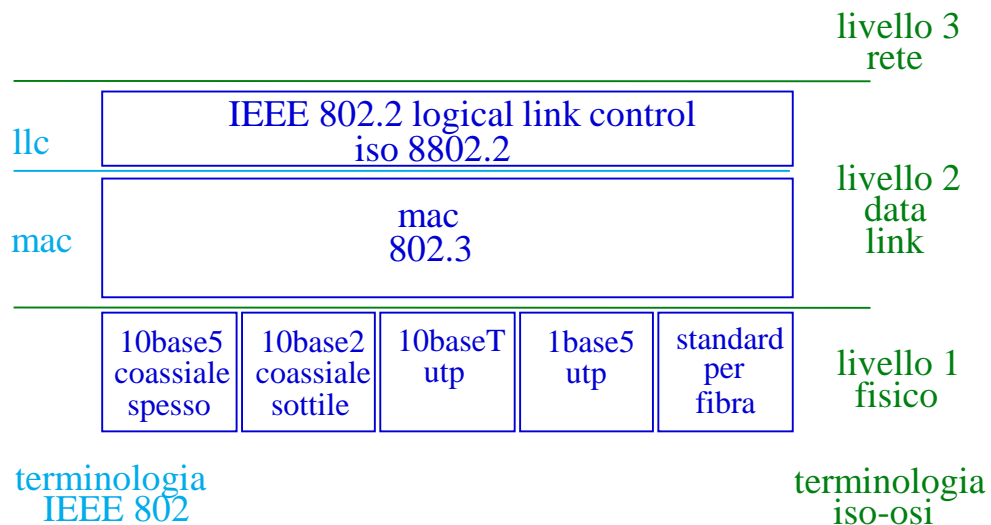 livello 3
rete
IEEE 802.2 logical link control
iso 8802.2
llc
mac
802.3
mac
livello 2
data
link
10base5
coassiale
spesso
10base2
coassiale
sottile
10baseT
utp
1base5
utp
standard
per
fibra
livello 1
fisico
terminologia
IEEE 802
terminologia
iso-osi